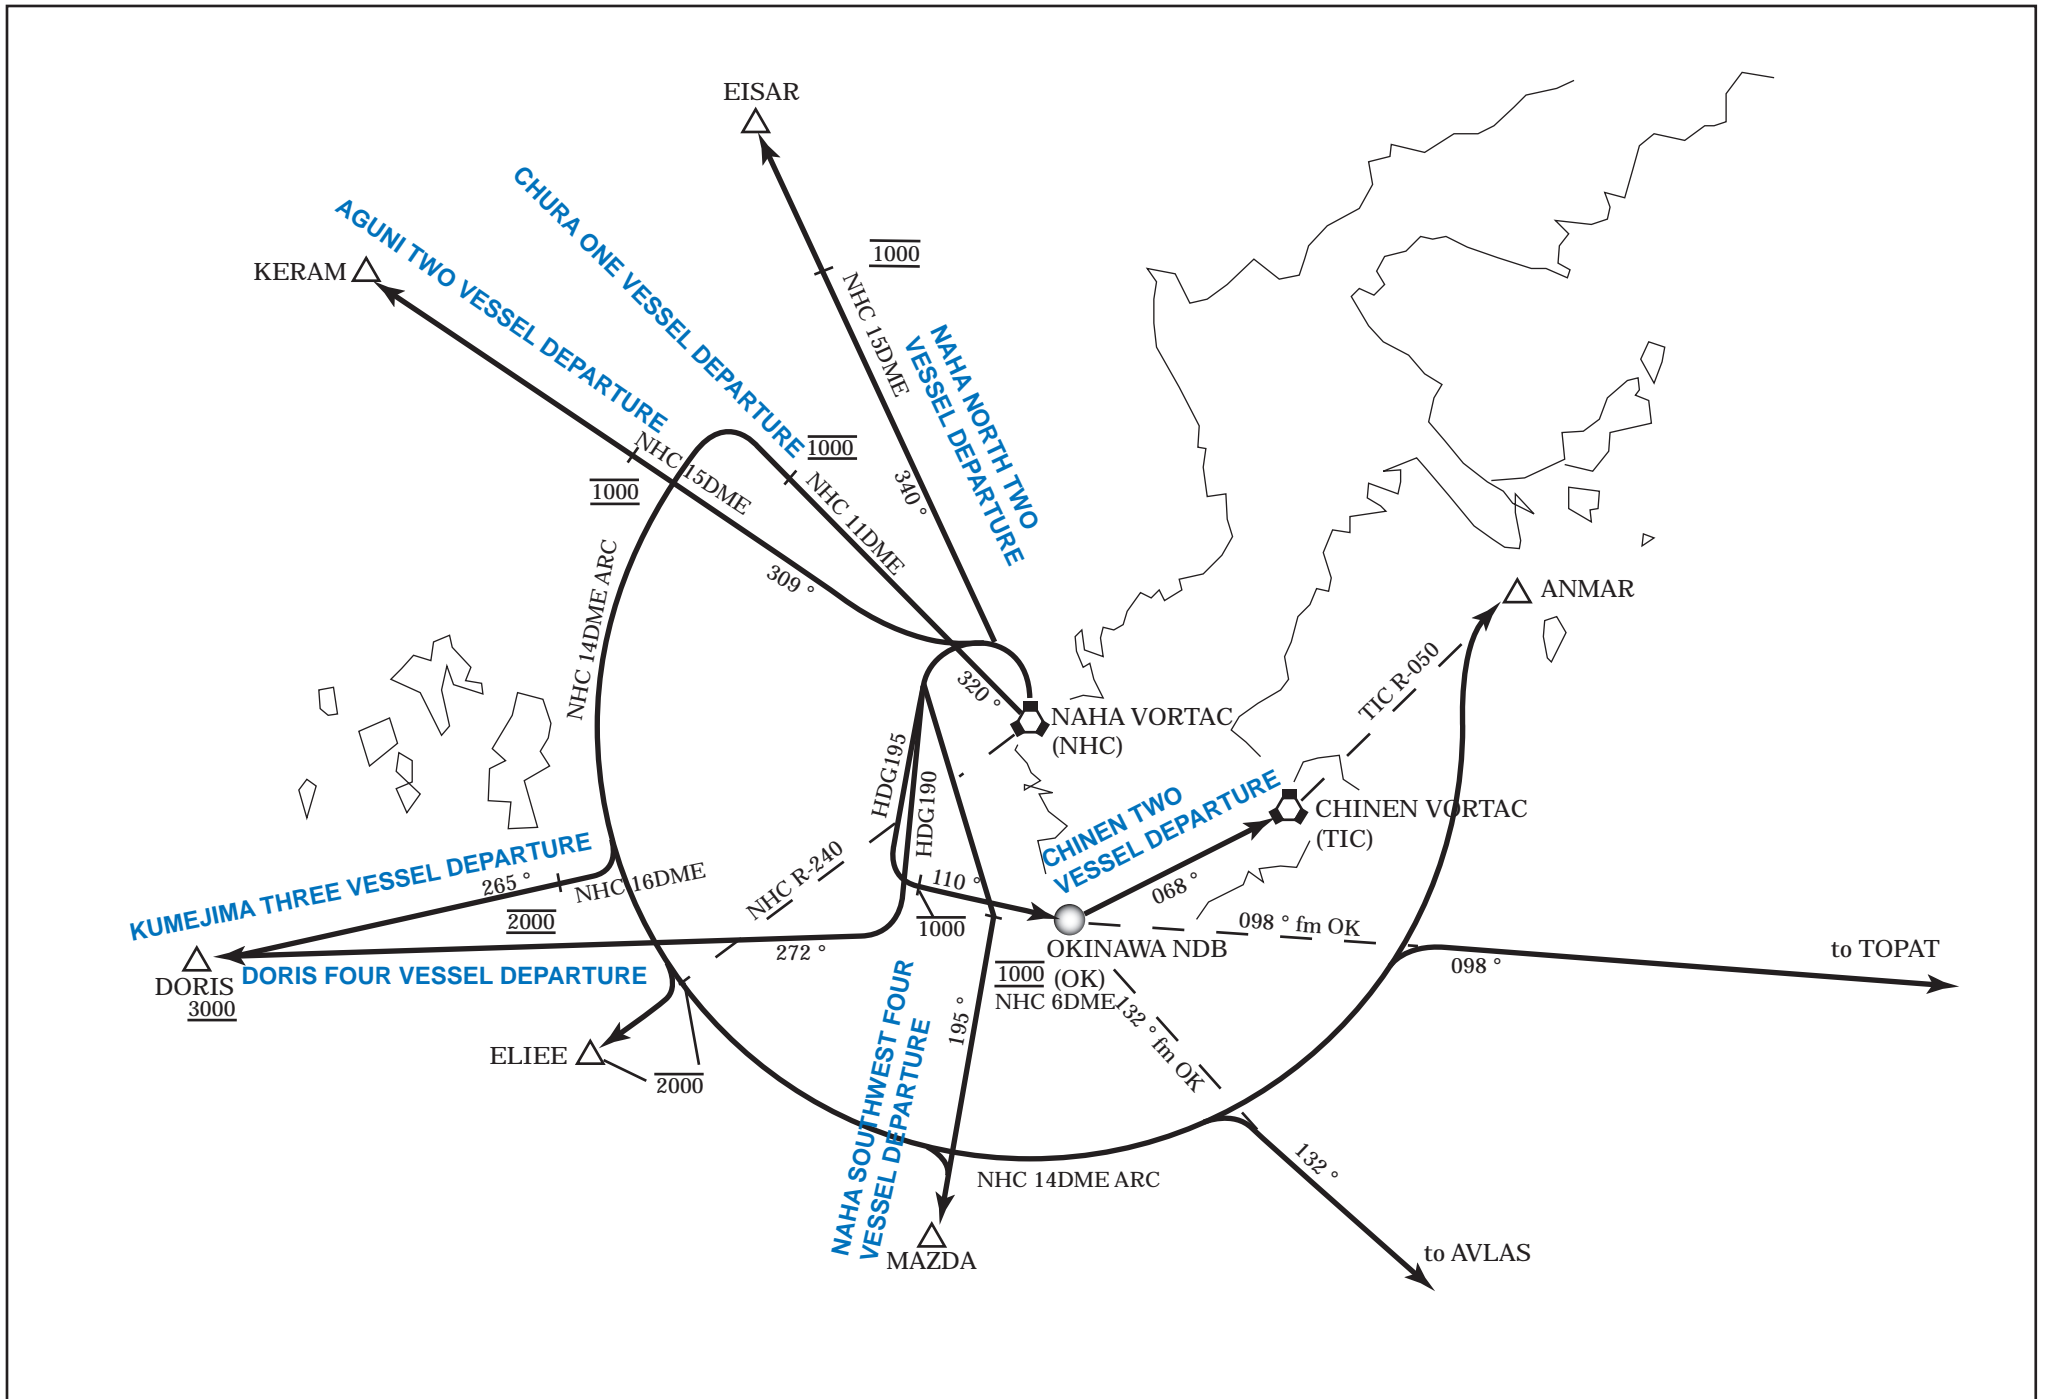 EISAR
CHURA ONE VESSEL DEPARTURE
AGUNI TWO VESSEL DEPARTURE
KERAM
1000
NHC 15DME
NAHA NORTH TWO
VESSEL DEPARTURE
340 °
1000
NHC 11DME
NHC 15DME
1000
309 °
NHC 14DME ARC
320 °
ANMAR
TIC R-050
NAHA VORTAC
(NHC)
HDG195
HDG190
CHINEN TWO
VESSEL DEPARTURE
CHINEN VORTAC
(TIC)
068 °
KUMEJIMA THREE VESSEL DEPARTURE
265 °
NHC 16DME
2000
NHC R-240
110 °
1000
272 °
098 ° fm OK
098 °
to TOPAT
OKINAWA NDB
(OK)
1000
NHC 6DME
DORIS
3000
DORIS FOUR VESSEL DEPARTURE
132 ° fm OK
195 °
ELIEE
2000
NAHA SOUTHWEST FOUR
VESSEL DEPARTURE
NHC 14DME ARC
132 °
MAZDA
to AVLAS